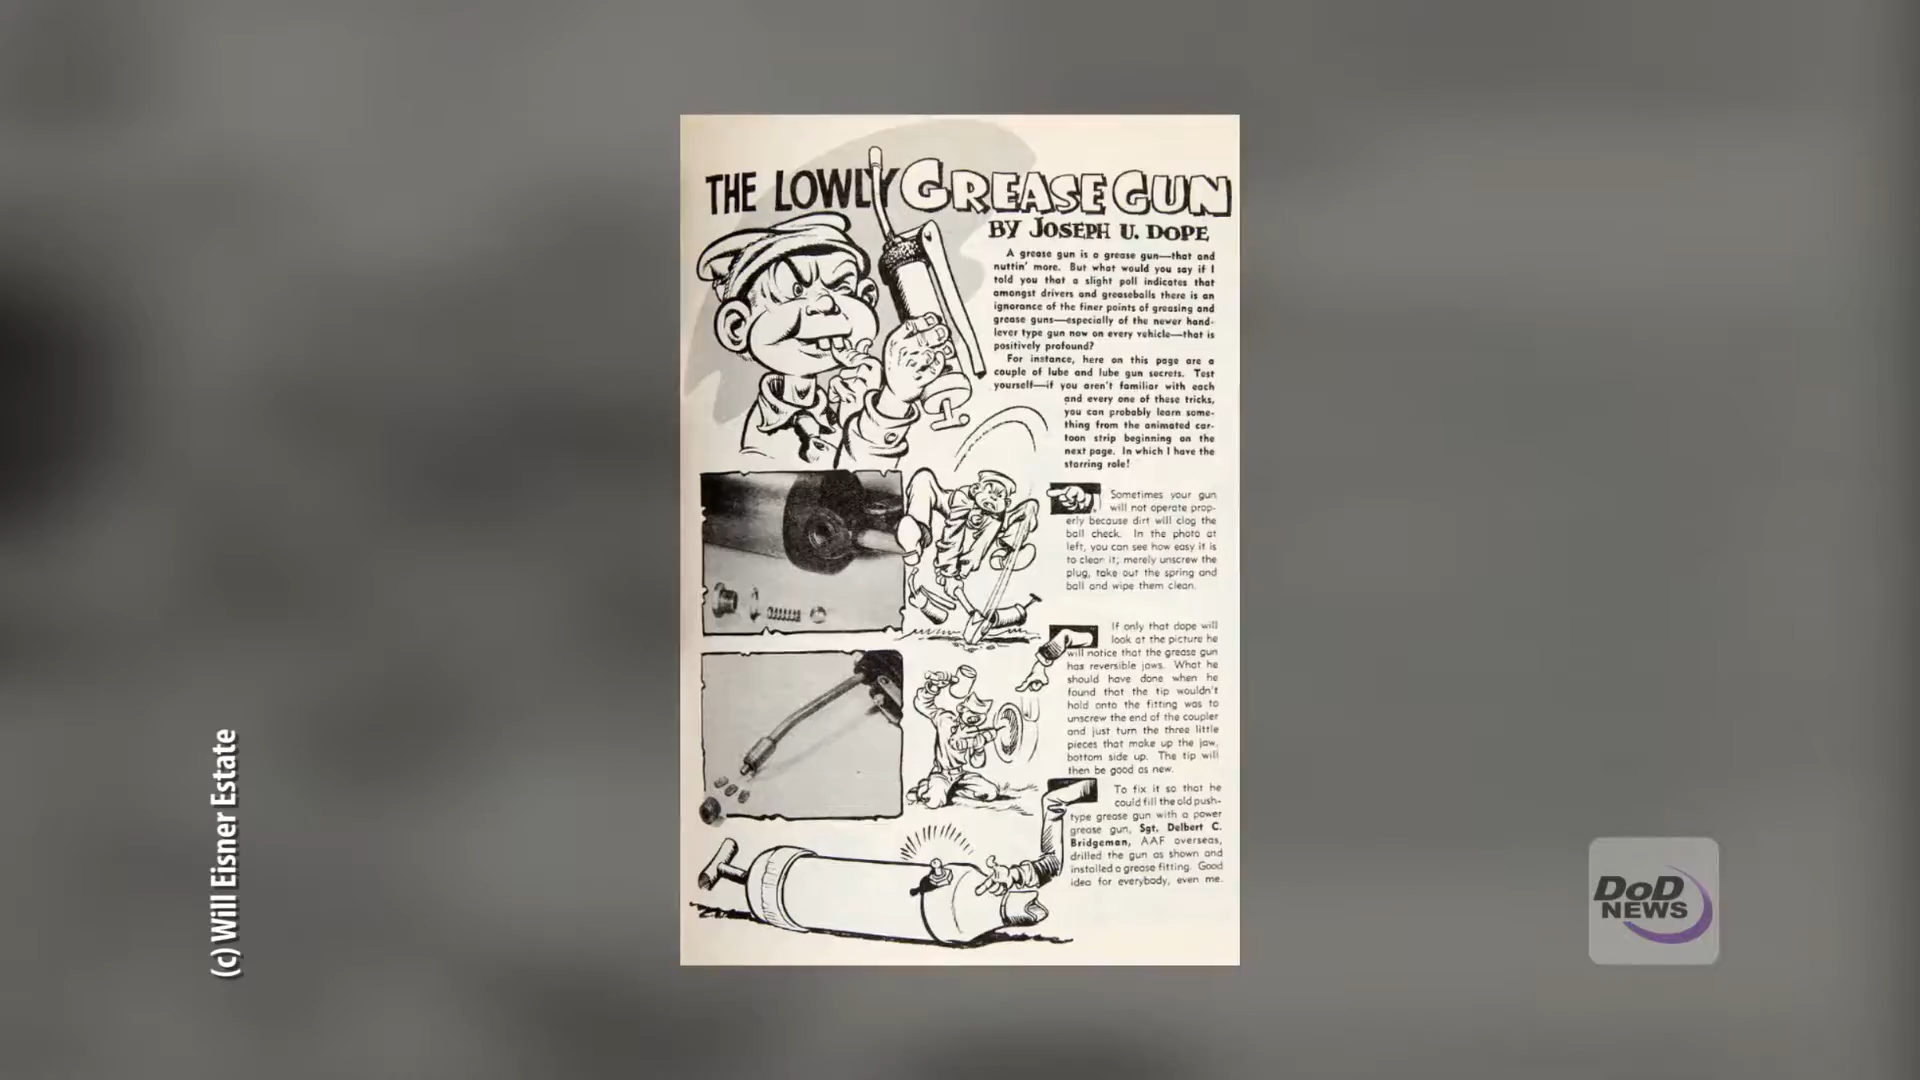 THE LOWLY GREASE GUN
BY JOSEPH U. DOPE
A grease gun is a grease gun—that and
nuttin' more. But what would you say if I
told you that a slight poll indicates that
amongst drivers and greaseballs there is an
ignorance of the finer points of greasing and
grease guns—especially of the newer hand-
lever type gun now on every vehicle—that is
positively profound?
For instance, here on this page are a
couple of lube and lube gun secrets. Test
yourself—if you aren't familiar with each
and every one of these tricks,
you can probably learn some-
thing from the animated car-
toon strip beginning on the
next page. In which I have the
starring role!
Sometimes your gun
will not operate prop-
erly because dirt will clog the
ball check. In the photo at
left, you can see how easy it is
to clean it; merely unscrew the
plug, take out the spring and
ball and wipe them clean.
If only that dope will
look at the picture he
will notice that the grease gun
has reversible jaws. What he
should have done when he
found that the tip wouldn't
hold onto the fitting was to
unscrew the end of the coupler
and just turn the three little
pieces that make up the jaw,
bottom side up. The tip will
then be good as new.
To fix it so that he
could fill the old push-
type grease gun with a power
grease gun, Sgt. Delbert C.
Bridgeman, AAF overseas,
drilled the gun as shown and
installed a grease fitting. Good
idea for everybody, even me.
(c) Will Eisner Estate
DoD
NEWS